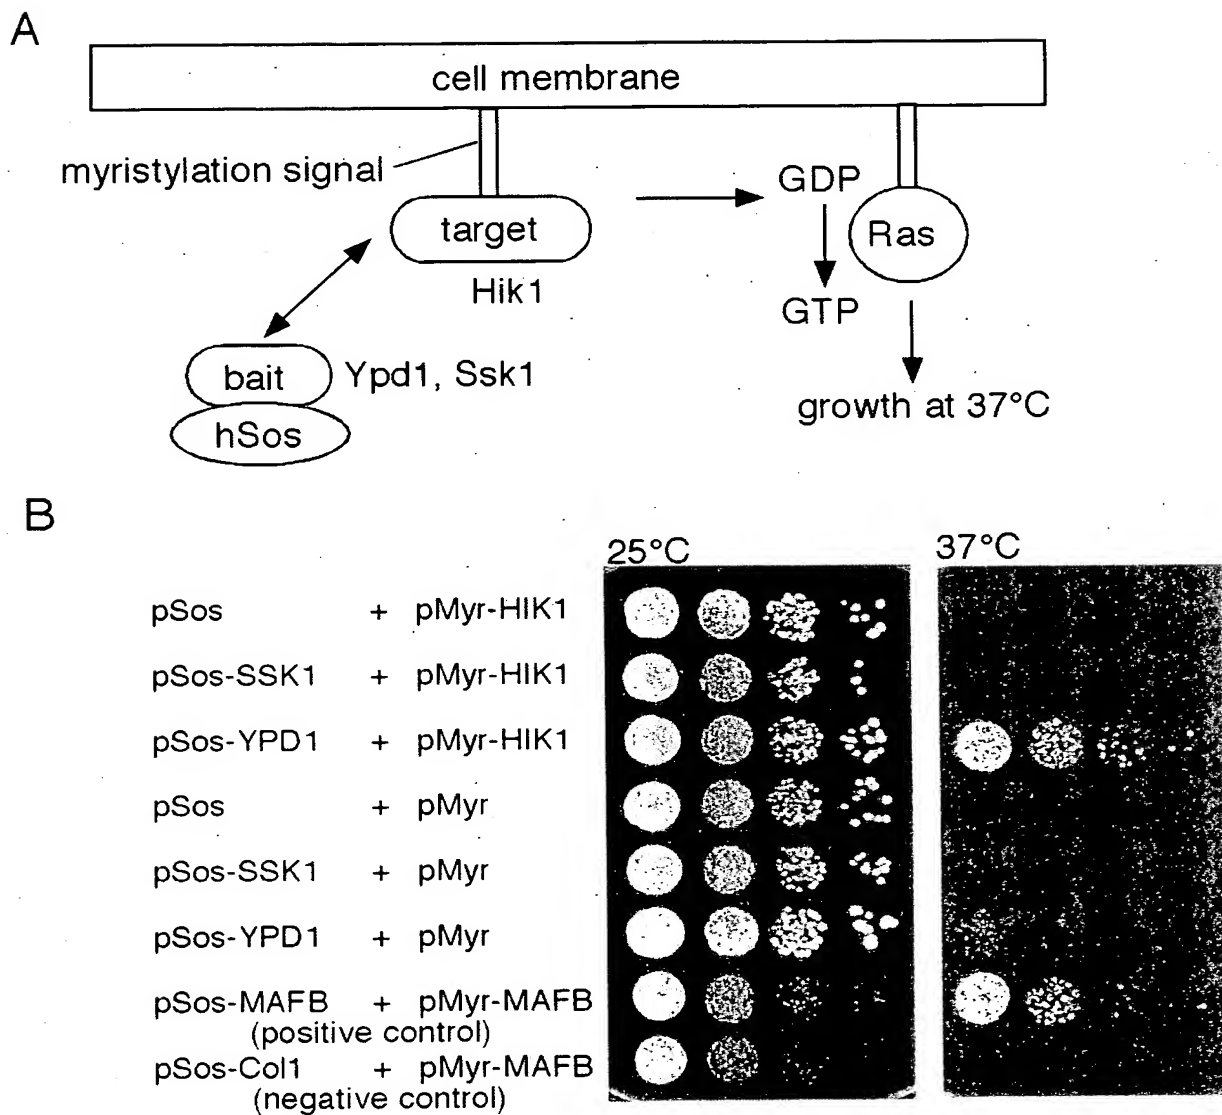 A
cell membrane
myristylation signal
GDP
target
Ras
Hik1
GTP
bait
Ypd1, Ssk1
growth at 37°C
hSos
B
25°C
37°C
pSos + pMyr-HIK1
pSos-SSK1 + pMyr-HIK1
pSos-YPD1 + pMyr-HIK1
pSos + pMyr
pSos-SSK1 + pMyr
pSos-YPD1 + pMyr
pSos-MAFB + pMyr-MAFB
(positive control)
pSos-Col1 + pMyr-MAFB
(negative control)